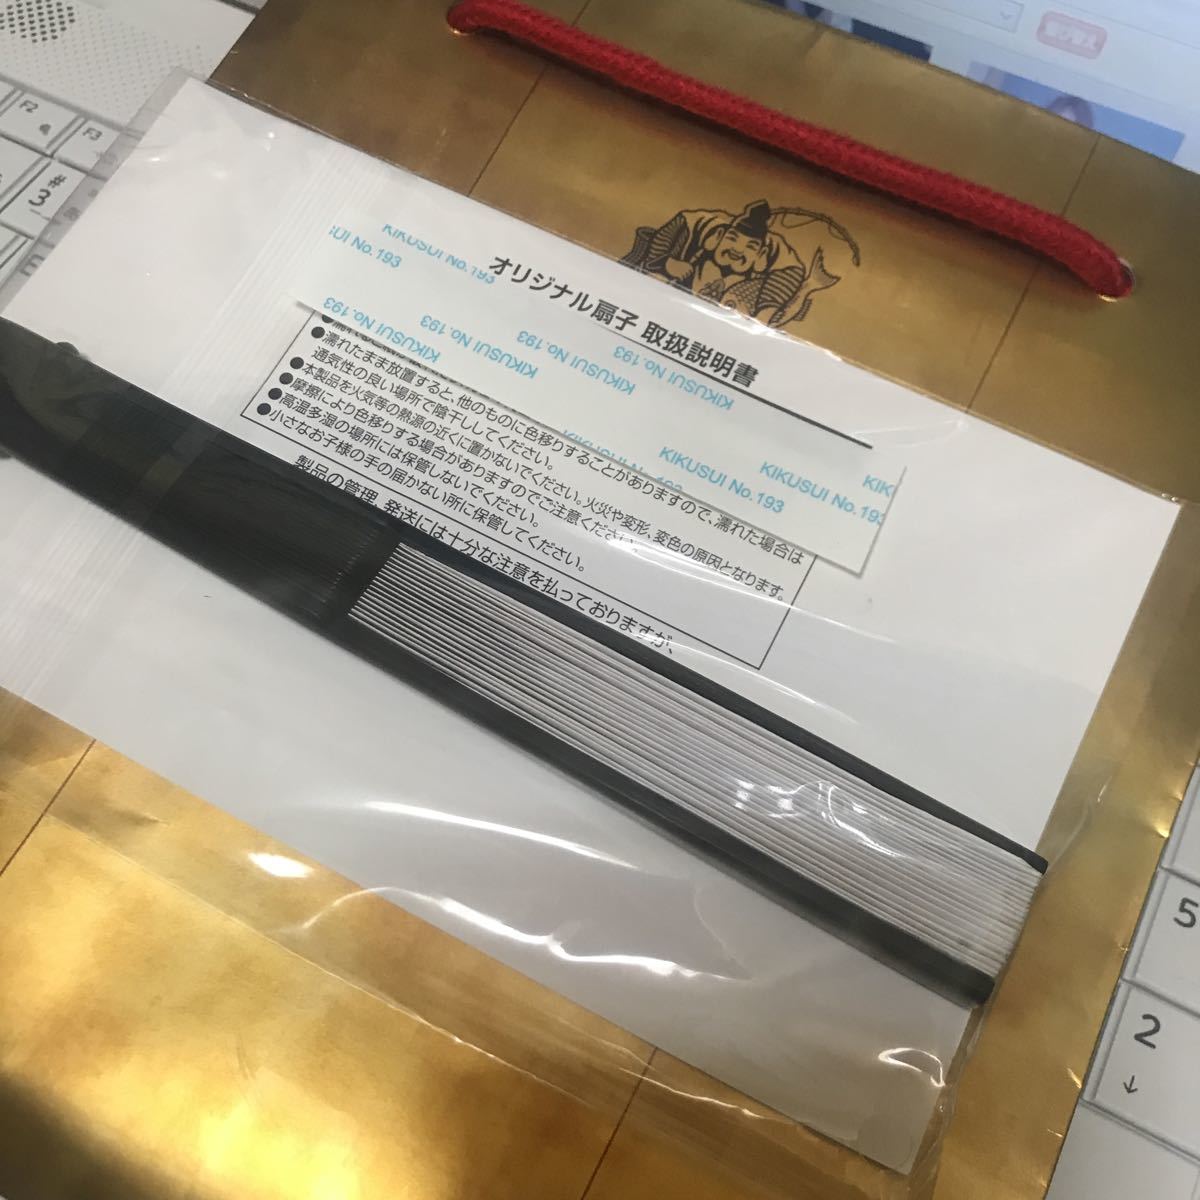 F2
F3
#
3
オリジナル扇子 取扱説明書
KIKUSUI No.193
UI No.193
KIKUSUI No.193
KIKUSUI No.193
KIKUSUI No.193
KIKUSUI No.193
KIKUSUI No.193
KIKUSUI No.193
KIKUSUI No.193
KIK
●濡れたまま放置すると、他のものに色移りすることがありますので、濡れた場合は
通気性の良い場所で陰干ししてください。
●本製品を火気等の熱源の近くに置かないでください。火災や変形、変色の原因となります。
●摩擦により色移りする場合がありますのでご注意ください。
●高温多湿の場所には保管しないでください。
●小さなお子様の手の届かない所に保管してください。
製品の管理、発送には十分な注意を払っておりますが、
5
2
↓